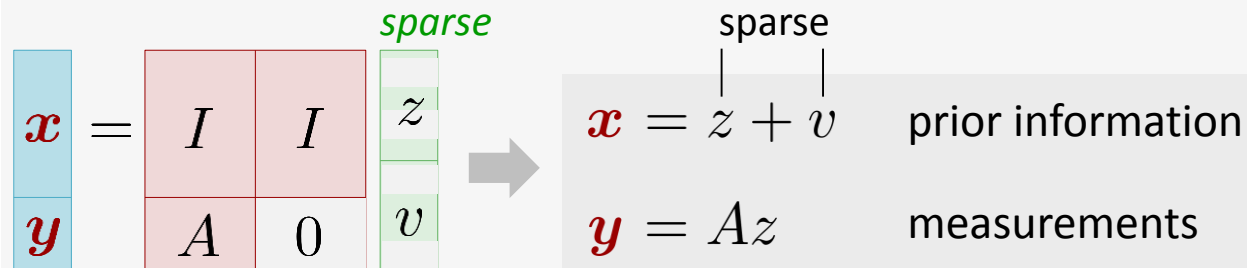 sparse sparse
x = I I z x = z + v prior information
y A 0 v y = Az measurements